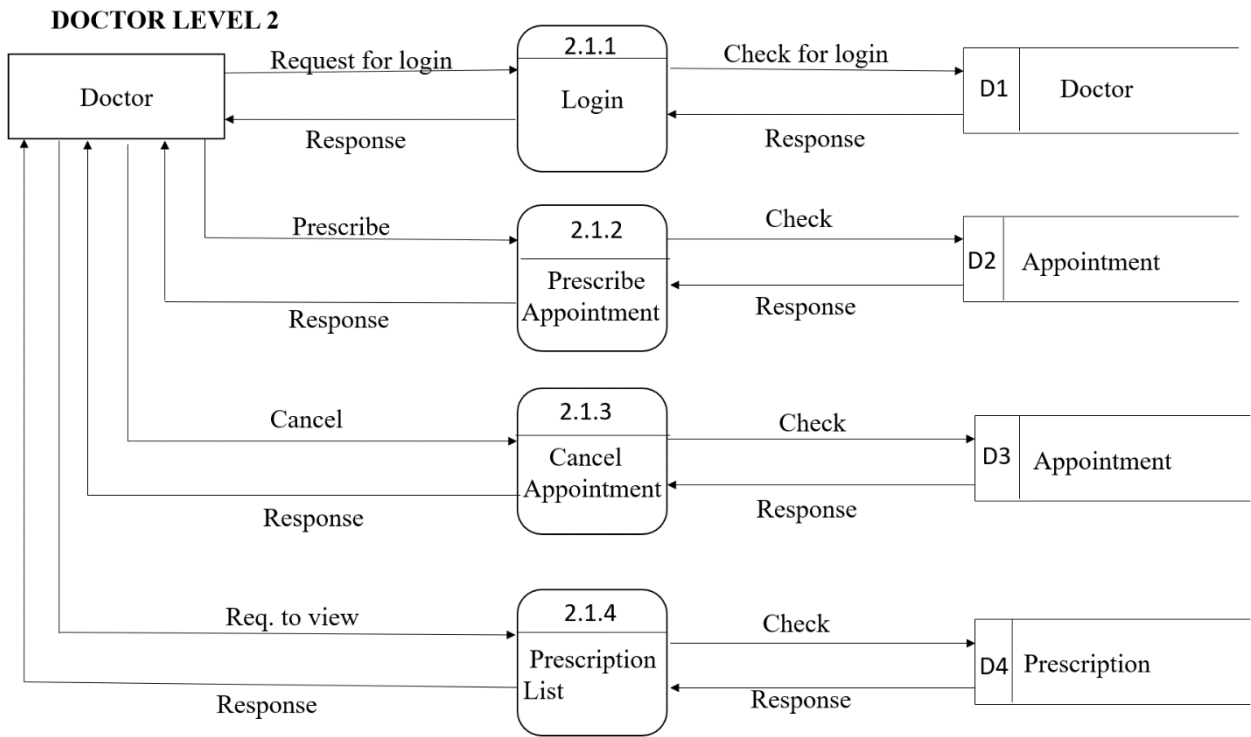 DOCTOR LEVEL 2
Doctor
Request for login
Response
2.1.1
Login
Check for login
Response
D1
Doctor
Prescribe
Response
2.1.2
Prescribe
Appointment
Check
Response
D2
Appointment
Cancel
Response
2.1.3
Cancel
Appointment
Check
Response
D3
Appointment
Req. to view
Response
2.1.4
Prescription
List
Check
Response
D4
Prescription